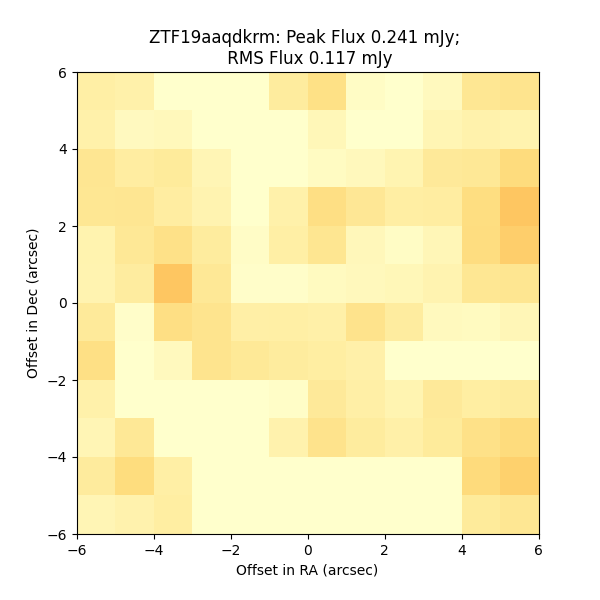 ZTF19aaqdkrm: Peak Flux 0.241 mJy;
RMS Flux 0.117 mJy
6
4
2
0
−2
−4
−6
Offset in Dec (arcsec)
−6 −4 −2 0 2 4 6
Offset in RA (arcsec)